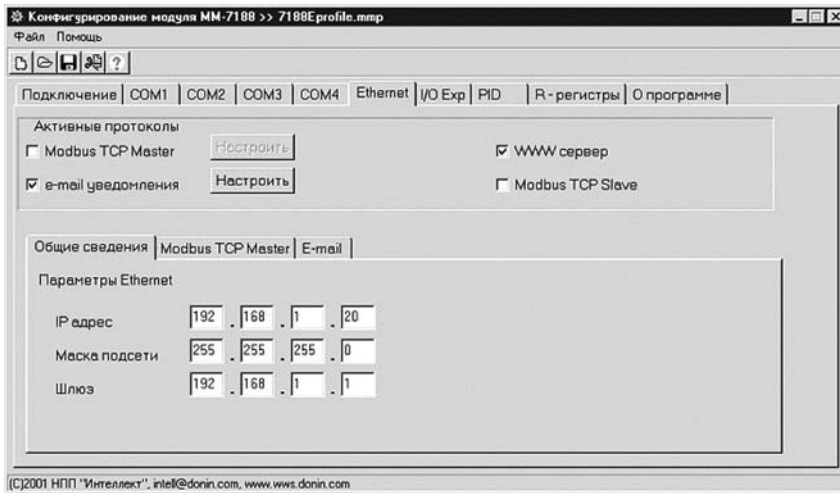 Конфигурирование модуля MM-7188 >> 7188Eprofile.mmp
Файл Помощь
Подключение COM1 COM2 COM3 COM4 Ethernet I/O Exp PID R-регистры О программе
Активные протоколы
Modbus TCP Master Настроить WWW сервер
e-mail уведомления Настроить Modbus TCP Slave
Общие сведения Modbus TCP Master E-mail
Параметры Ethernet
IP адрес 192 . 168 . 1 . 20
Маска подсети 255 . 255 . 255 . 0
Шлюз 192 . 168 . 1 . 1
(C)2001 НПП "Интеллект", intell@donin.com, www.wws.donin.com